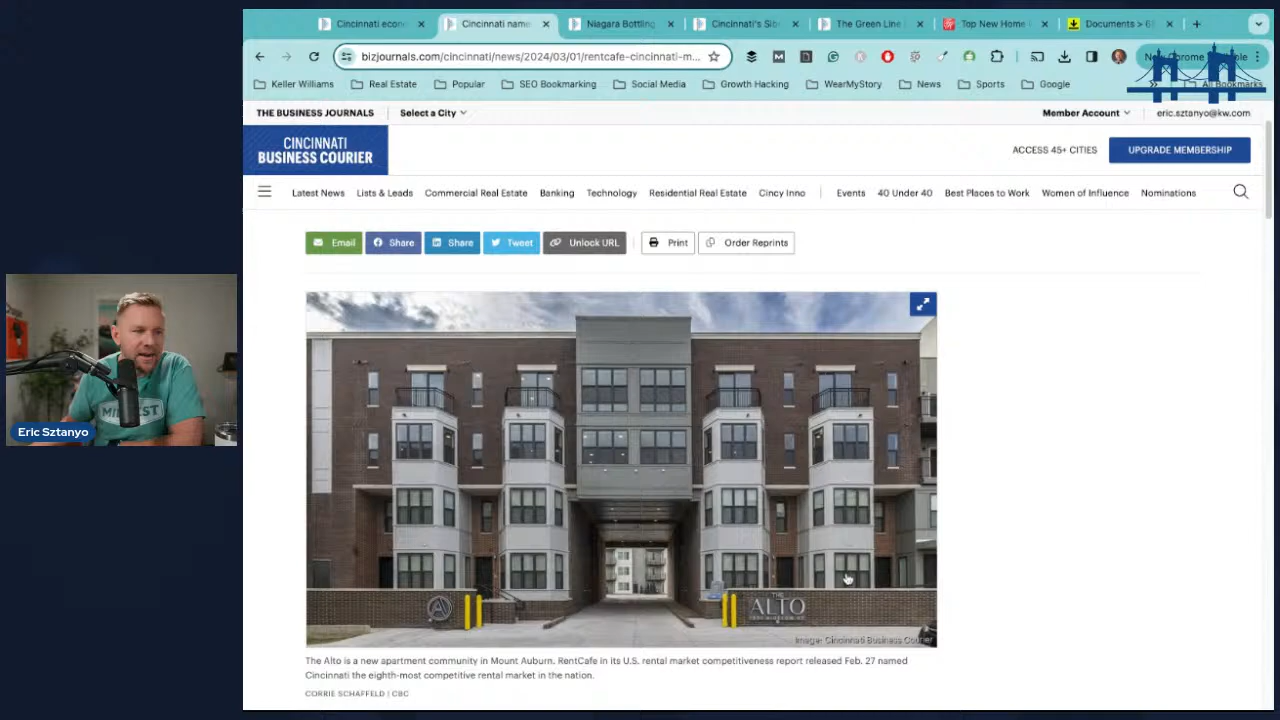 Cincinnati econ
Cincinnati name
Niagara Bottling
Cincinnati's Sib
The Green Line
Top New Home
Documents > 6
bizjournals.com/cincinnati/news/2024/03/01/rentcafe-cincinnati-m...
Keller Williams
Real Estate
Popular
SEO Bookmarking
Social Media
Growth Hacking
WearMyStory
News
Sports
Google
All Bookmarks
THE BUSINESS JOURNALS
Select a City
Member Account
eric.sztanyo@kw.com
CINCINNATI
BUSINESS COURIER
ACCESS 45+ CITIES
UPGRADE MEMBERSHIP
Latest News
Lists & Leads
Commercial Real Estate
Banking
Technology
Residential Real Estate
Cincy Inno
Events
40 Under 40
Best Places to Work
Women of Influence
Nominations
Email
Share
Share
Tweet
Unlock URL
Print
Order Reprints
THE
ALTO
Image: Cincinnati Business Courier
The Alto is a new apartment community in Mount Auburn. RentCafe in its U.S. rental market competitiveness report released Feb. 27 named
Cincinnati the eighth-most competitive rental market in the nation.
CORRIE SCHAFFELD | CBC
Eric Sztanyo